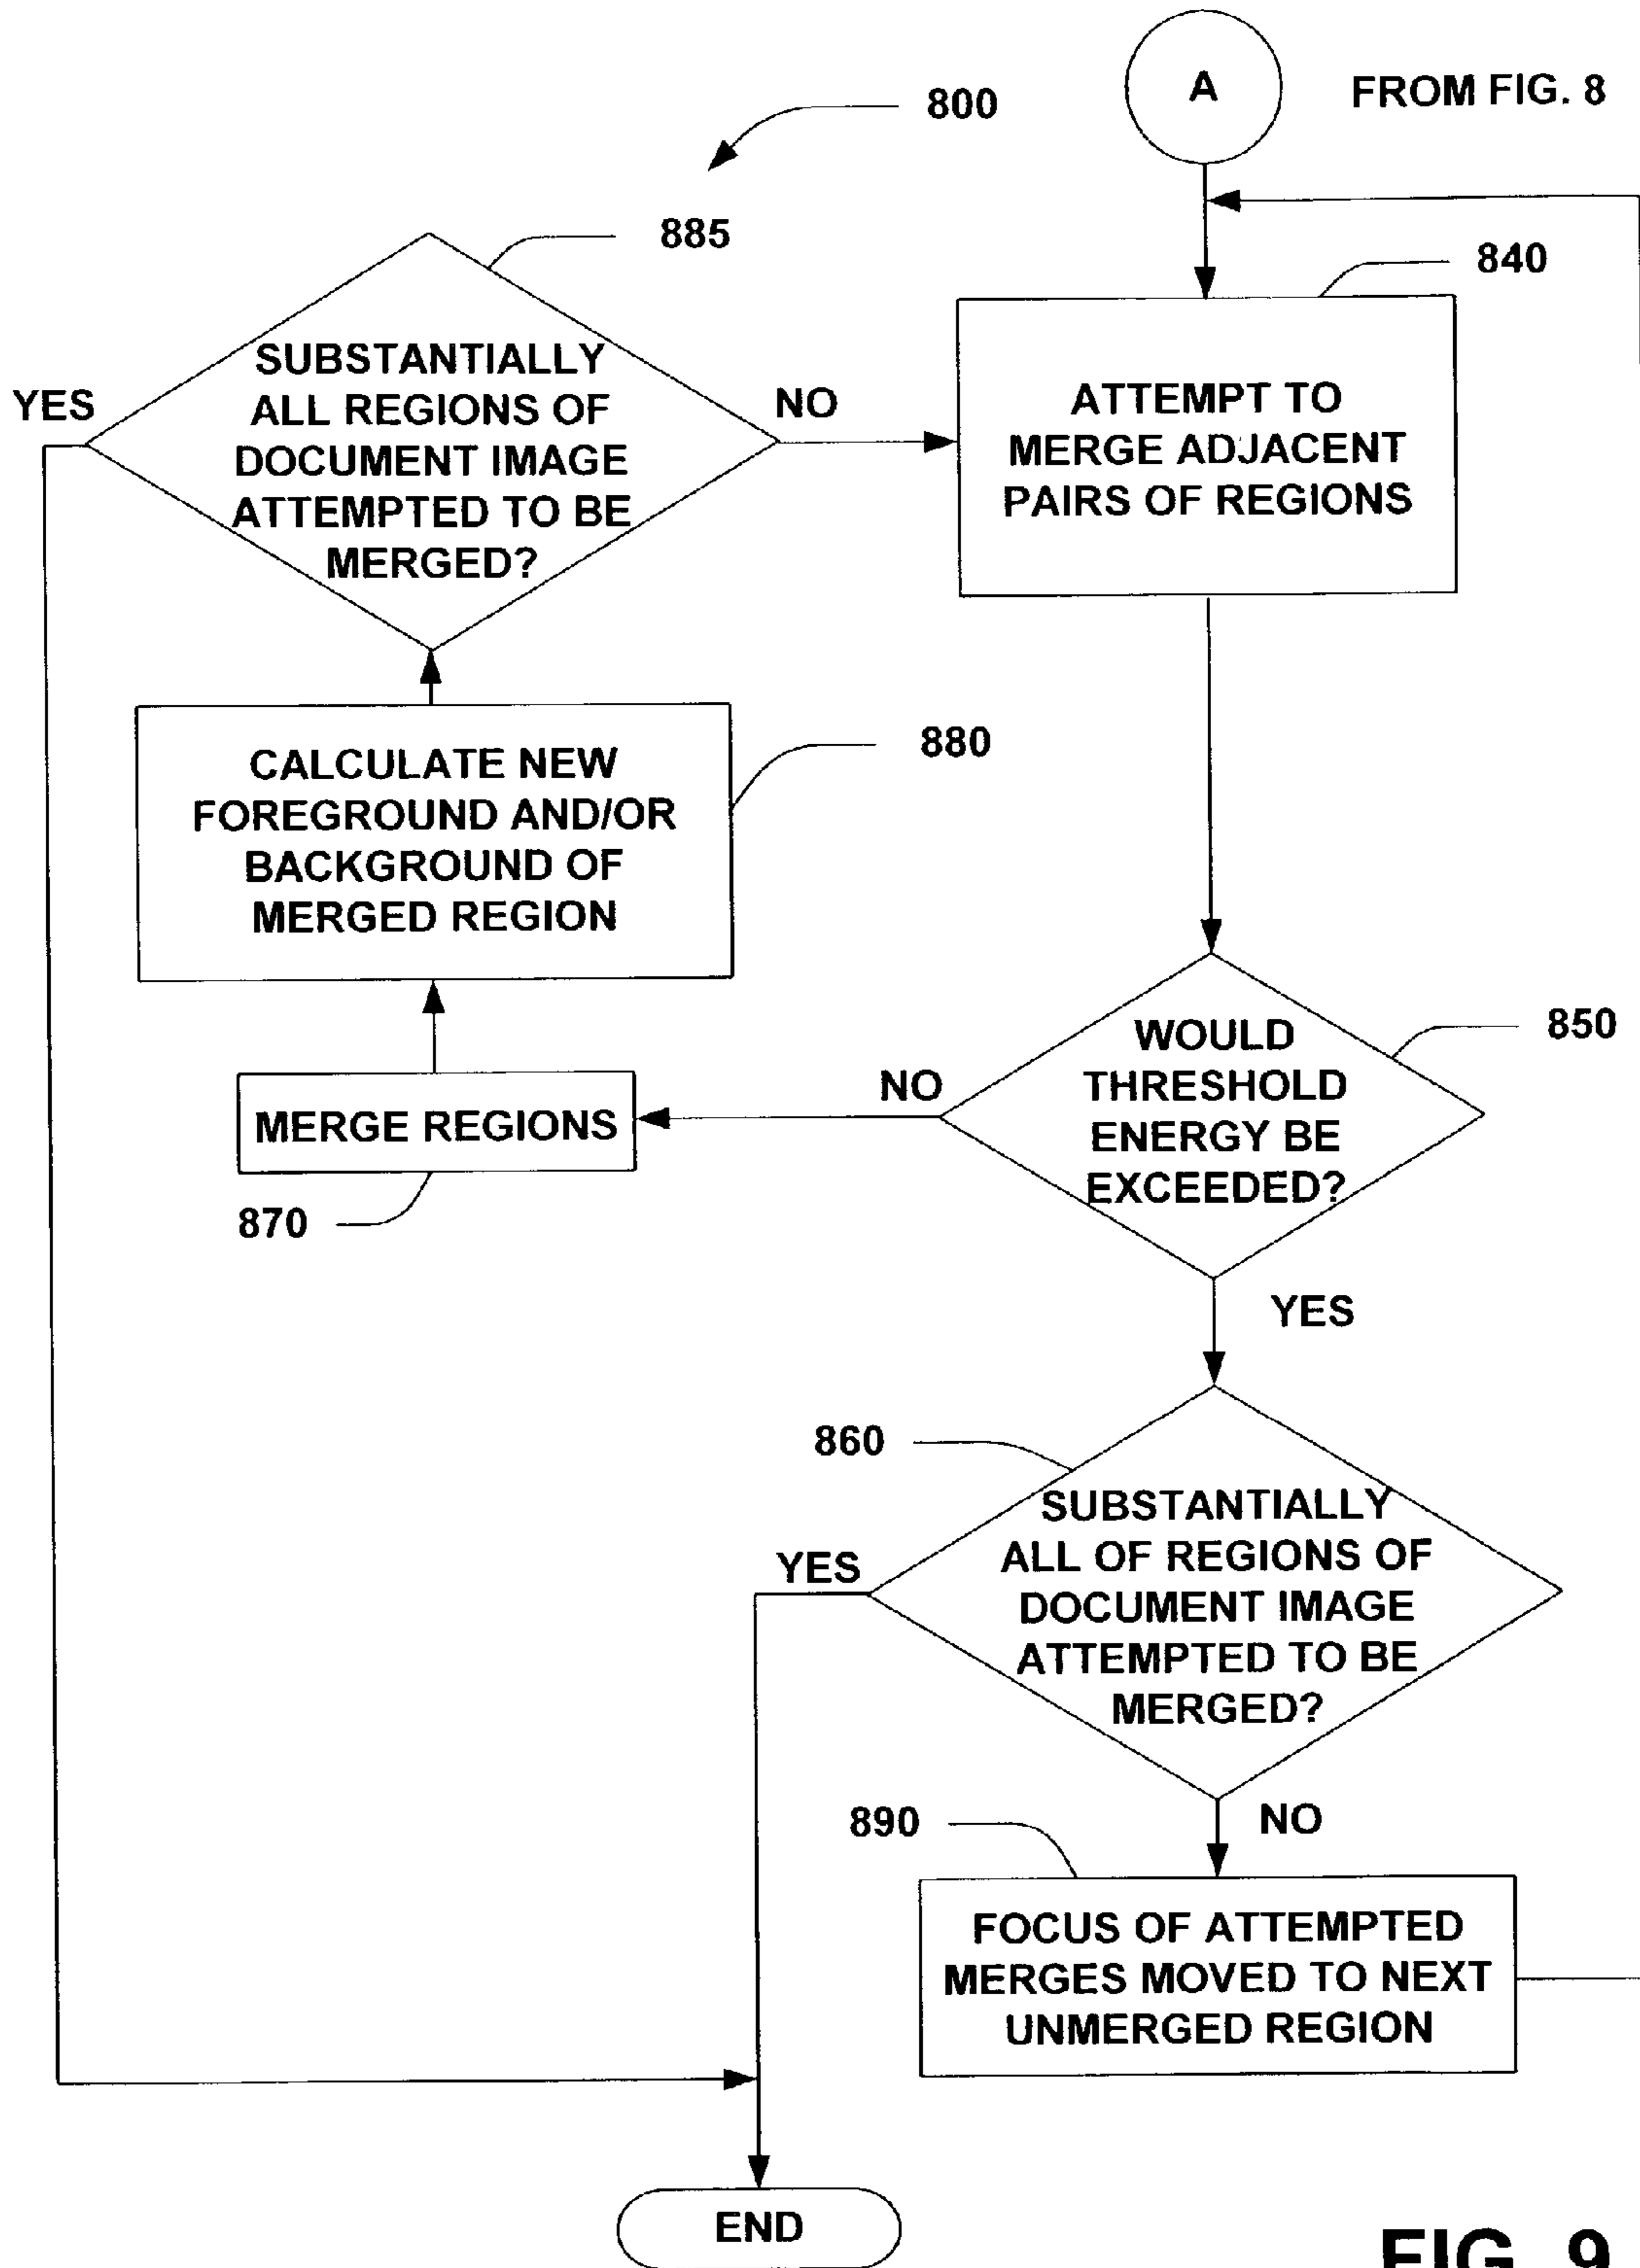 A
FROM FIG. 8
800
885
840
SUBSTANTIALLY
ALL REGIONS OF
DOCUMENT IMAGE
ATTEMPTED TO BE
MERGED?
YES
NO
ATTEMPT TO
MERGE ADJACENT
PAIRS OF REGIONS
880
CALCULATE NEW
FOREGROUND AND/OR
BACKGROUND OF
MERGED REGION
850
WOULD
THRESHOLD
ENERGY BE
EXCEEDED?
NO
MERGE REGIONS
870
YES
860
SUBSTANTIALLY
ALL OF REGIONS OF
DOCUMENT IMAGE
ATTEMPTED TO BE
MERGED?
YES
NO
890
FOCUS OF ATTEMPTED
MERGES MOVED TO NEXT
UNMERGED REGION
END
FIG. 9